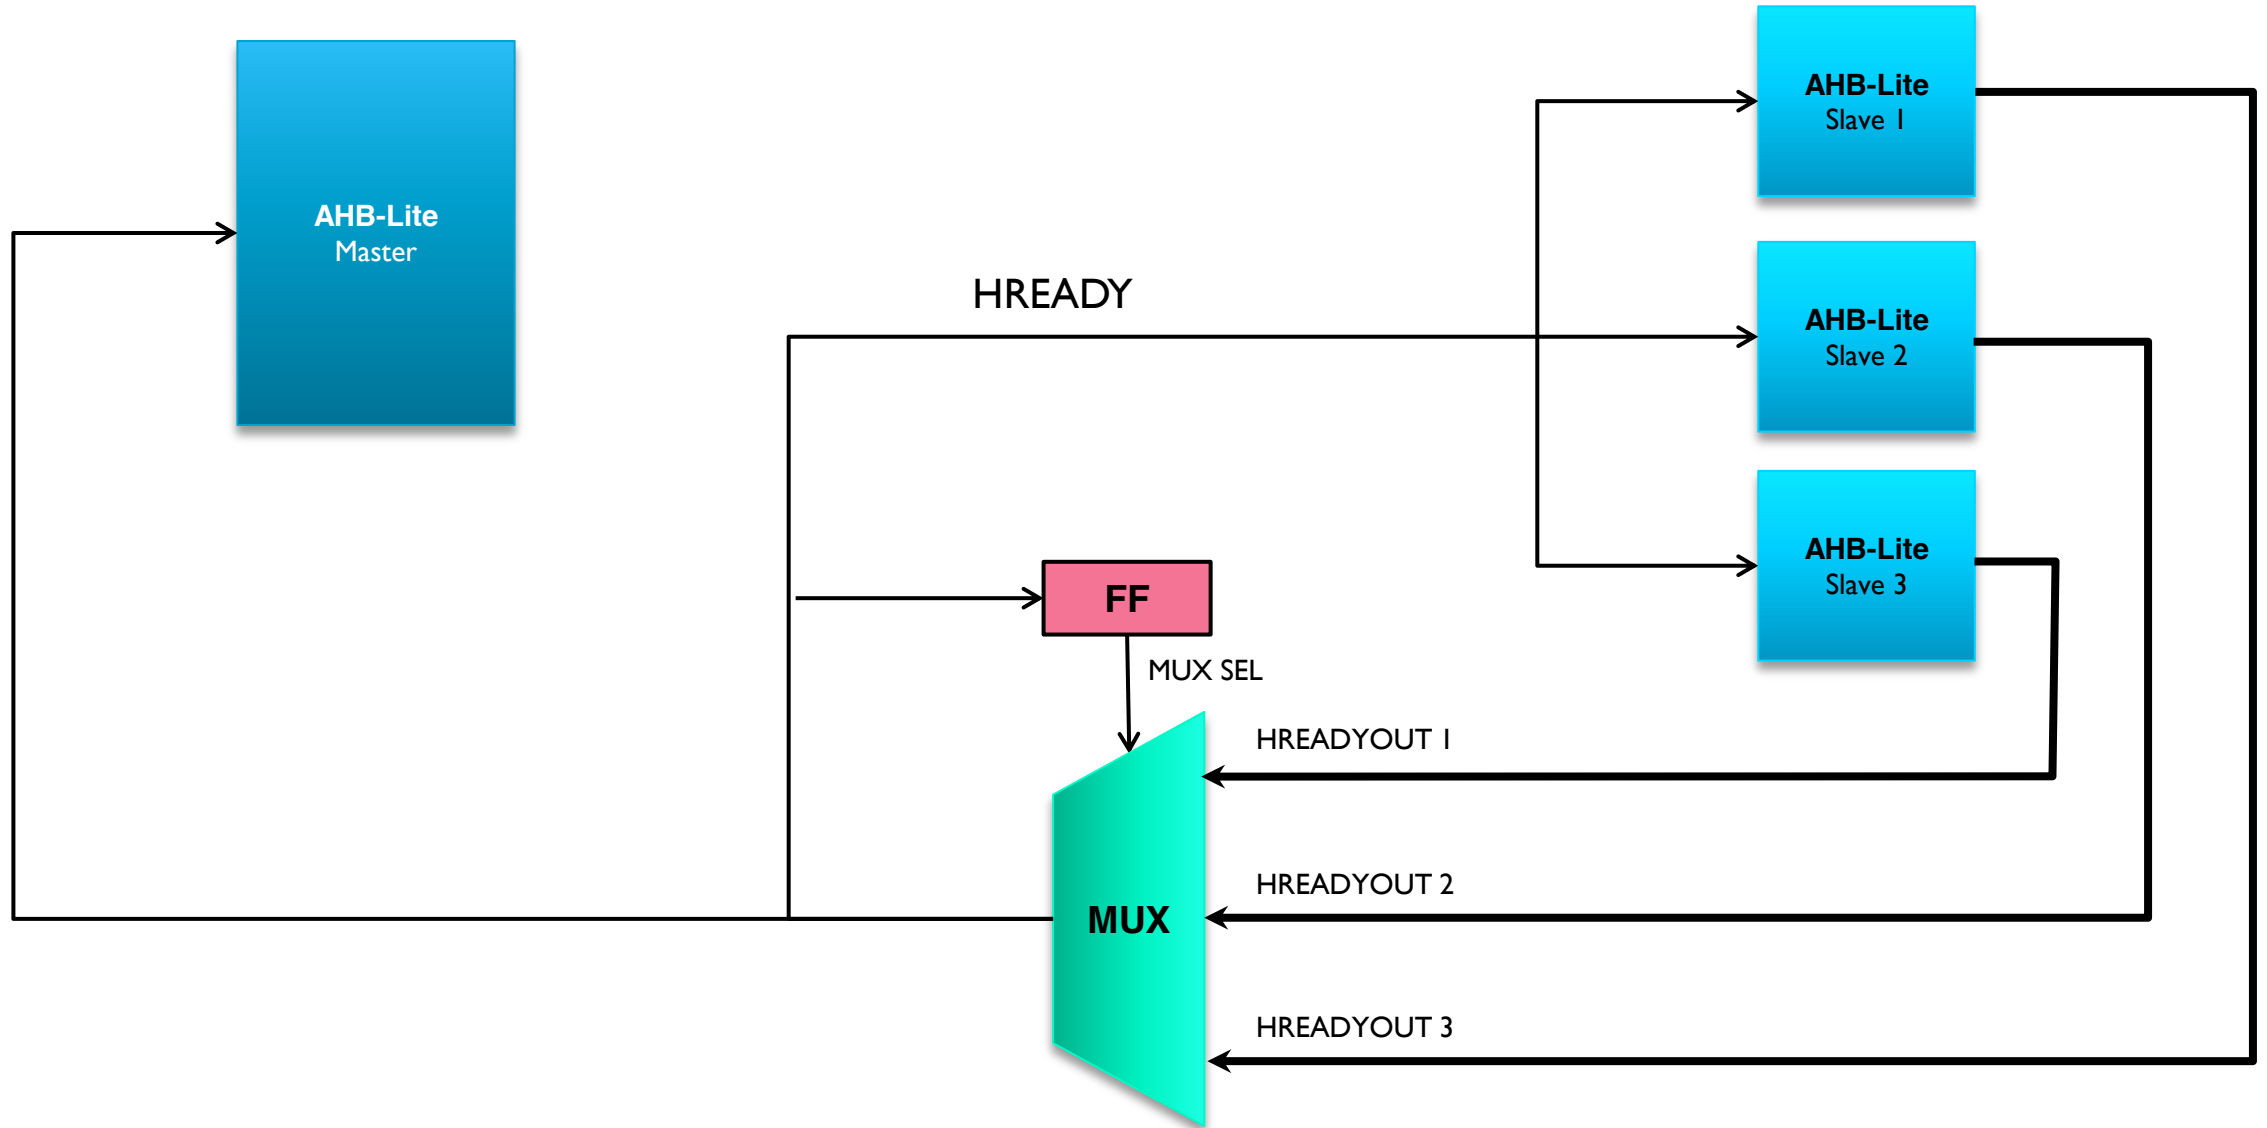 AHB-Lite
Master
HREADY
AHB-Lite
Slave 1
AHB-Lite
Slave 2
AHB-Lite
Slave 3
FF
MUX SEL
MUX
HREADYOUT 1
HREADYOUT 2
HREADYOUT 3